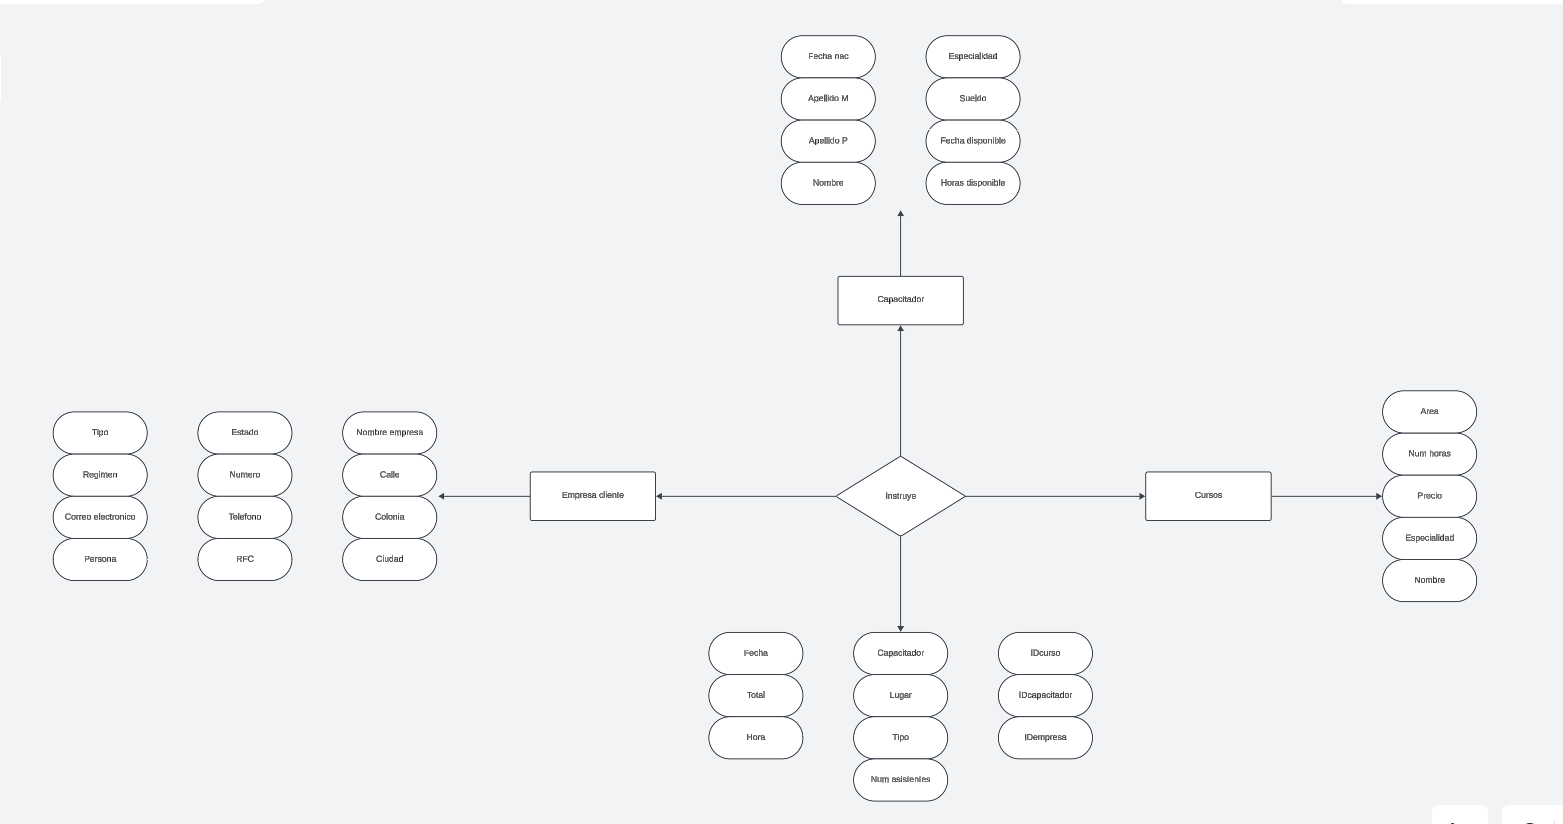 Fecha nac
Apellido M
Apellido P
Nombre
Especialidad
Sueldo
Fecha disponible
Horas disponible
Capacitador
Tipo
Regimen
Correo electronico
Persona
Estado
Numero
Telefono
RFC
Nombre empresa
Calle
Colonia
Ciudad
Empresa cliente
Instruye
Cursos
Area
Num horas
Precio
Especialidad
Nombre
Fecha
Total
Hora
Capacitador
Lugar
Tipo
Num asistentes
IDcurso
IDcapacitador
IDempresa